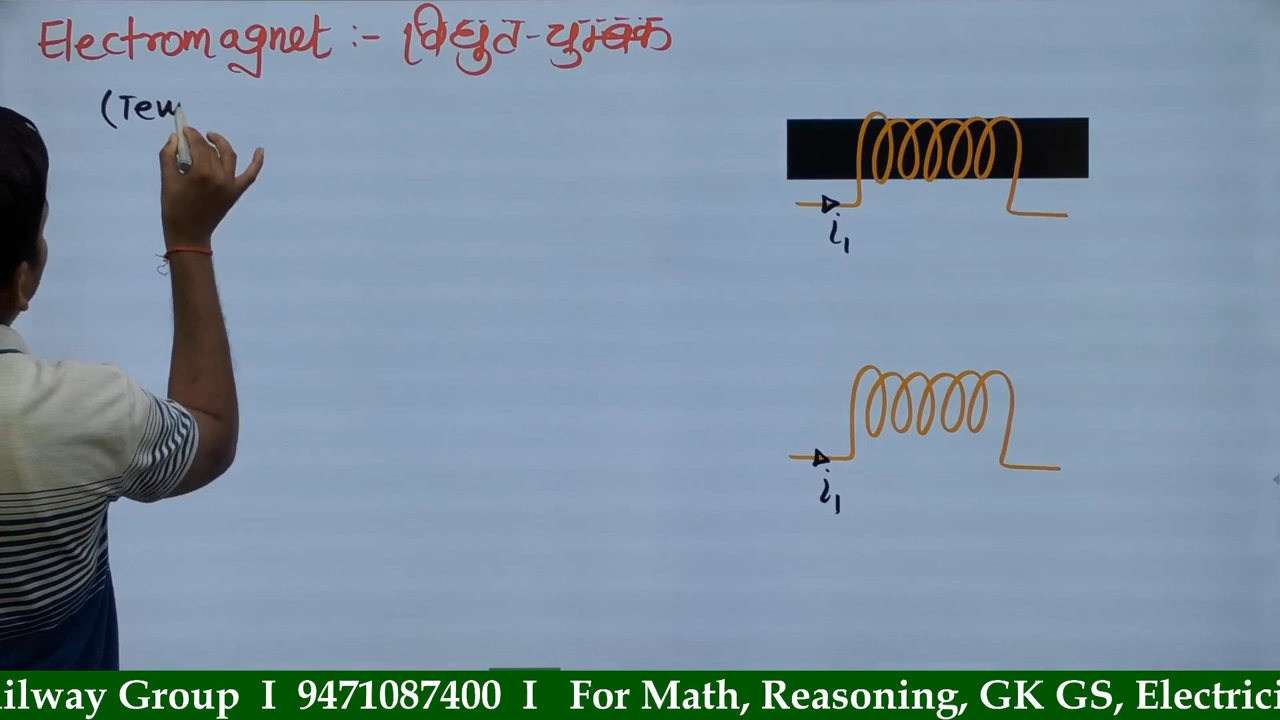 Electromagnet :- विद्युत-चुम्बक
(Tem
i₁
i₁
ilway Group I 9471087400 I For Math, Reasoning, GK GS, Electrici